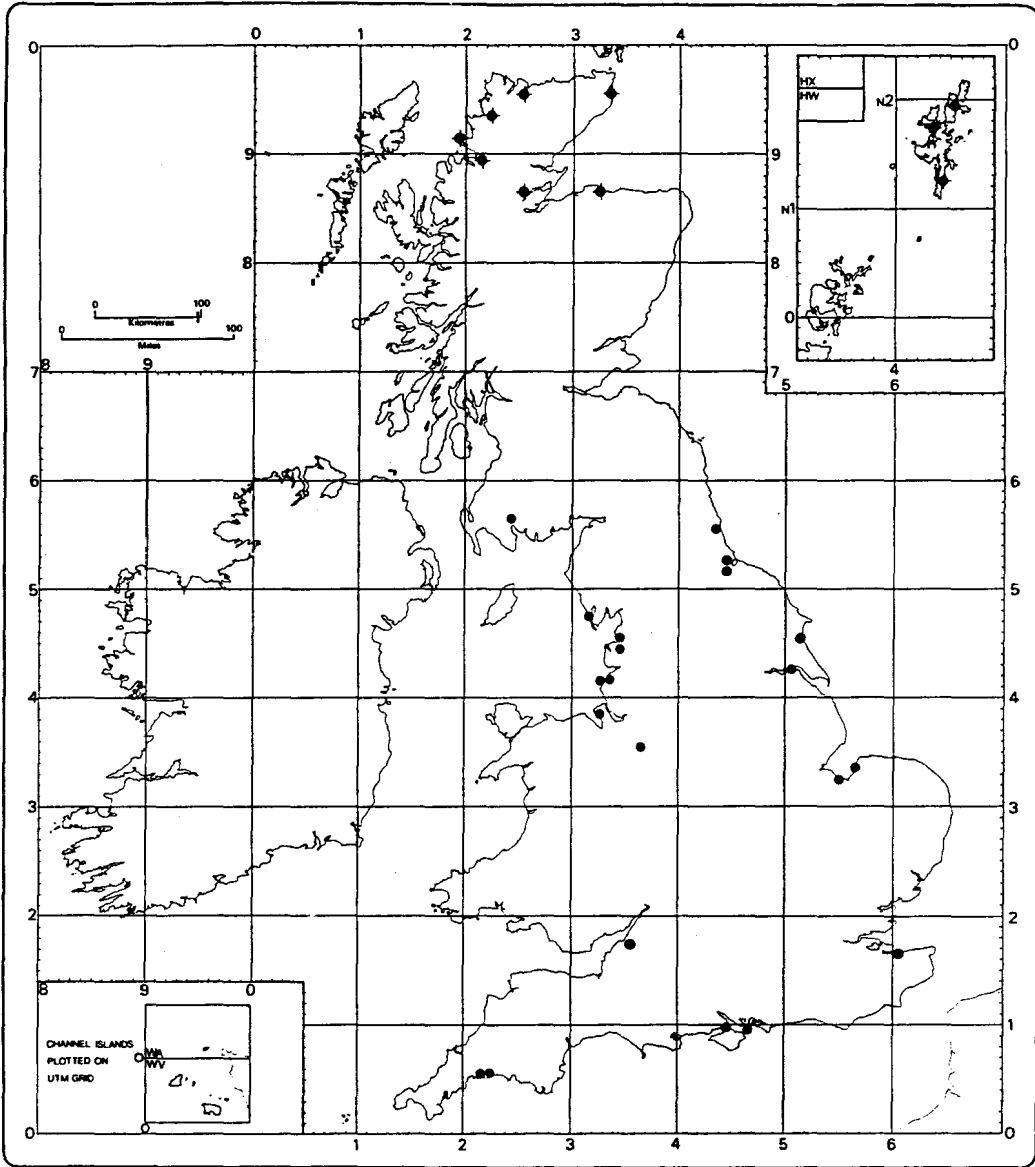 0 1 2 3 4
0 0
HX
HW
N2
9 9
N1
8 8
0
0 100
Kilometres
0 100
Miles
8 9 7 7
5 6 4
6 6
5 5
4 4
3 3
2 2
8 9 0
1 1
CHANNEL ISLANDS
PLOTTED ON
UTM GRID
0 WA
WV
0
0 0
1 2 3 4 5 6